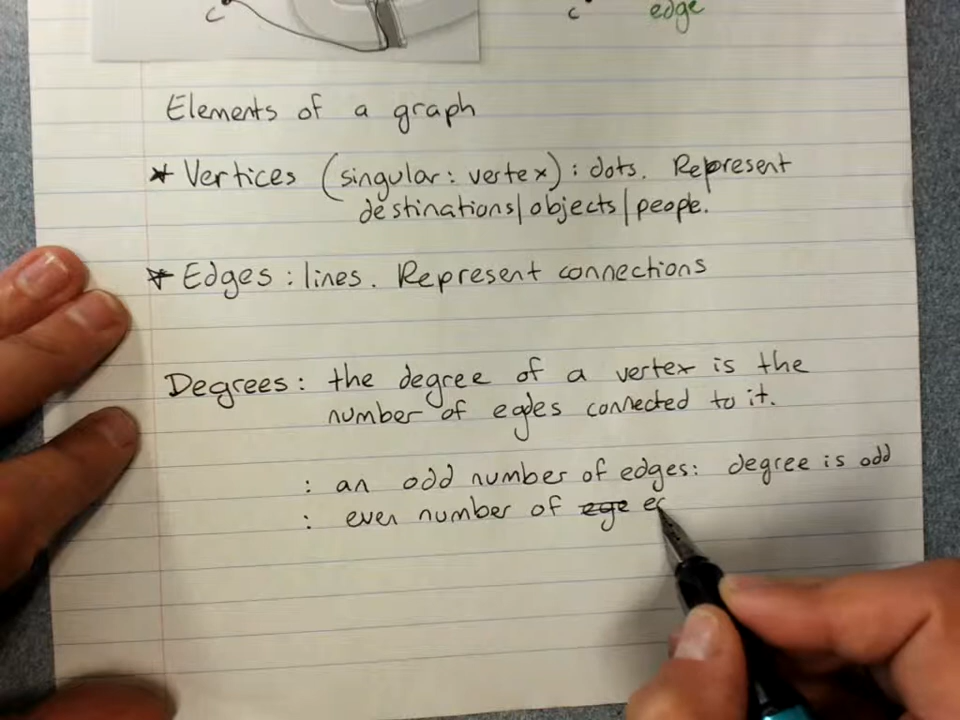 c c edge
Elements of a graph
* Vertices (singular: vertex): dots. Represent
destinations/objects/people.
* Edges: lines. Represent connections
Degrees: the degree of a vertex is the
number of egdes connected to it.
: an odd number of edges: degree is odd
: even number of ege